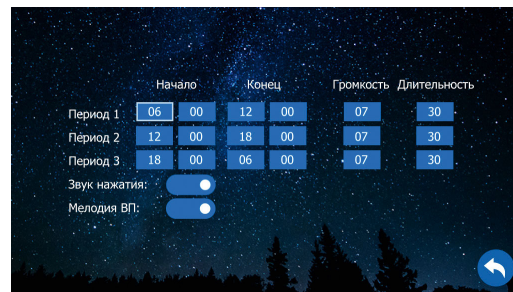 Начало Конец Громкость Длительность
Период 1 06 00 12 00 07 30
Период 2 12 00 18 00 07 30
Период 3 18 00 06 00 07 30
Звук нажатия:
Мелодия ВП: